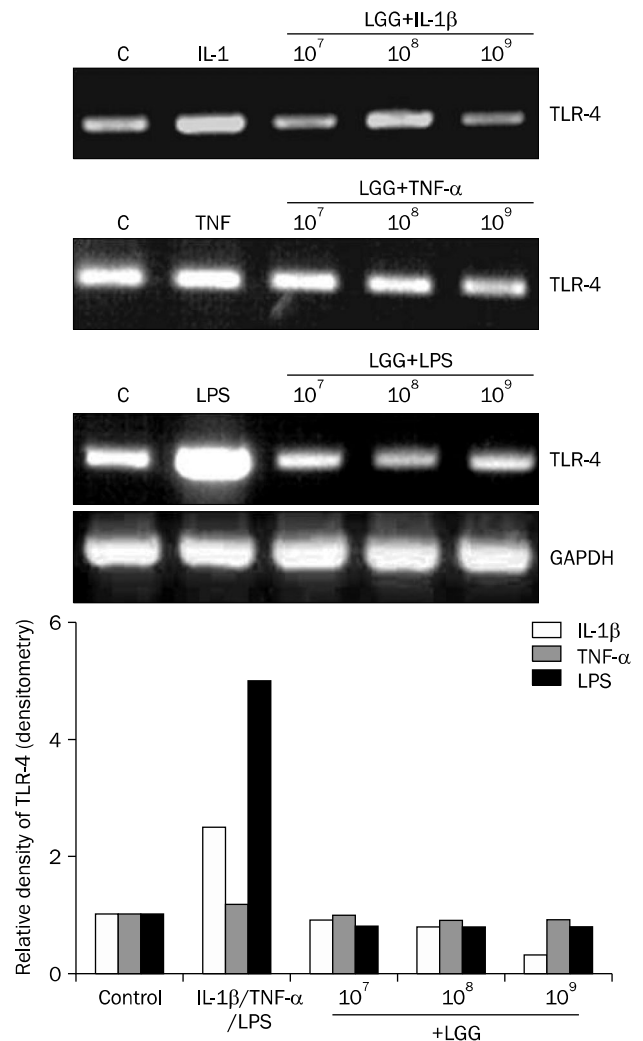 LGG+IL-1β
C IL-1 10⁷ 10⁸ 10⁹
TLR-4
LGG+TNF-α
C TNF 10⁷ 10⁸ 10⁹
TLR-4
LGG+LPS
C LPS 10⁷ 10⁸ 10⁹
TLR-4
GAPDH
Relative density of TLR-4 (densitometry)
6
4
2
0
IL-1β
TNF-α
LPS
Control IL-1β/TNF-α 10⁷ 10⁸ 10⁹
/LPS
+LGG